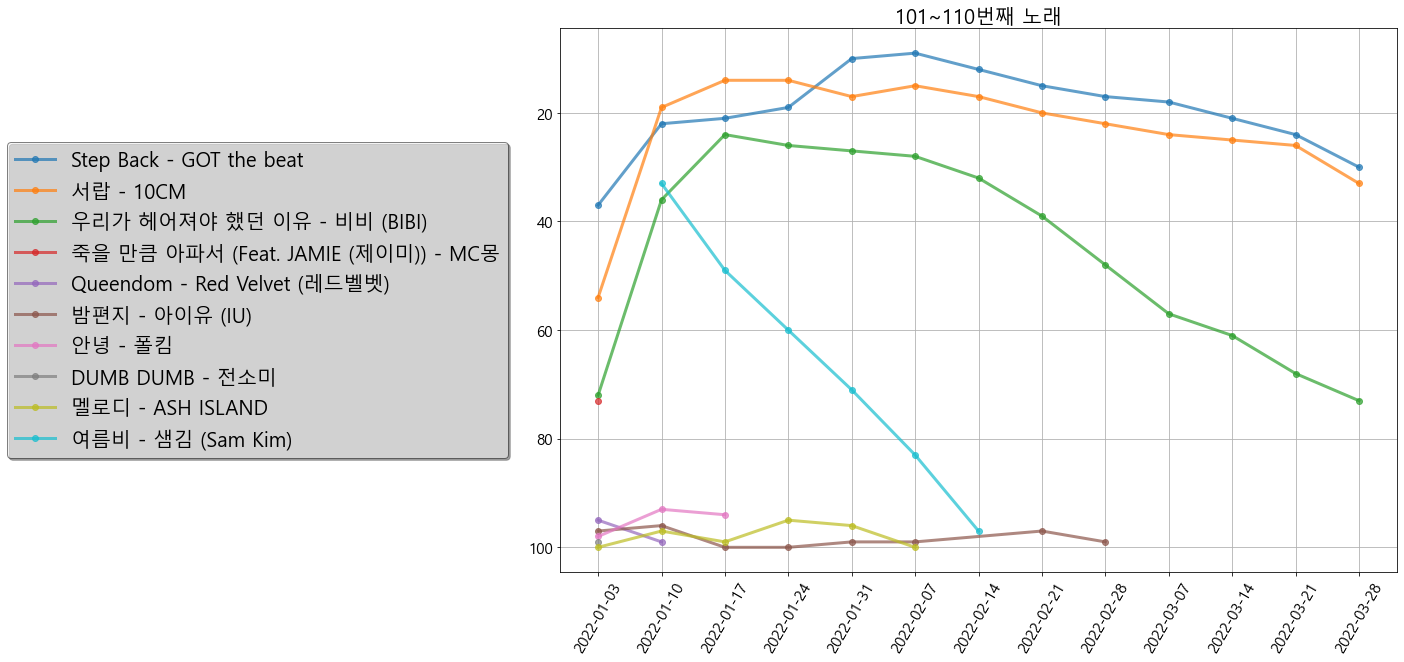 101~110번째 노래
Step Back - GOT the beat
서랍 - 10CM
우리가 헤어져야 했던 이유 - 비비 (BIBI)
죽을 만큼 아파서 (Feat. JAMIE (제이미)) - MC몽
Queendom - Red Velvet (레드벨벳)
밤편지 - 아이유 (IU)
안녕 - 폴킴
DUMB DUMB - 전소미
멜로디 - ASH ISLAND
여름비 - 샘김 (Sam Kim)
20
40
60
80
100
2022-01-03
2022-01-10
2022-01-17
2022-01-24
2022-01-31
2022-02-07
2022-02-14
2022-02-21
2022-02-28
2022-03-07
2022-03-14
2022-03-21
2022-03-28